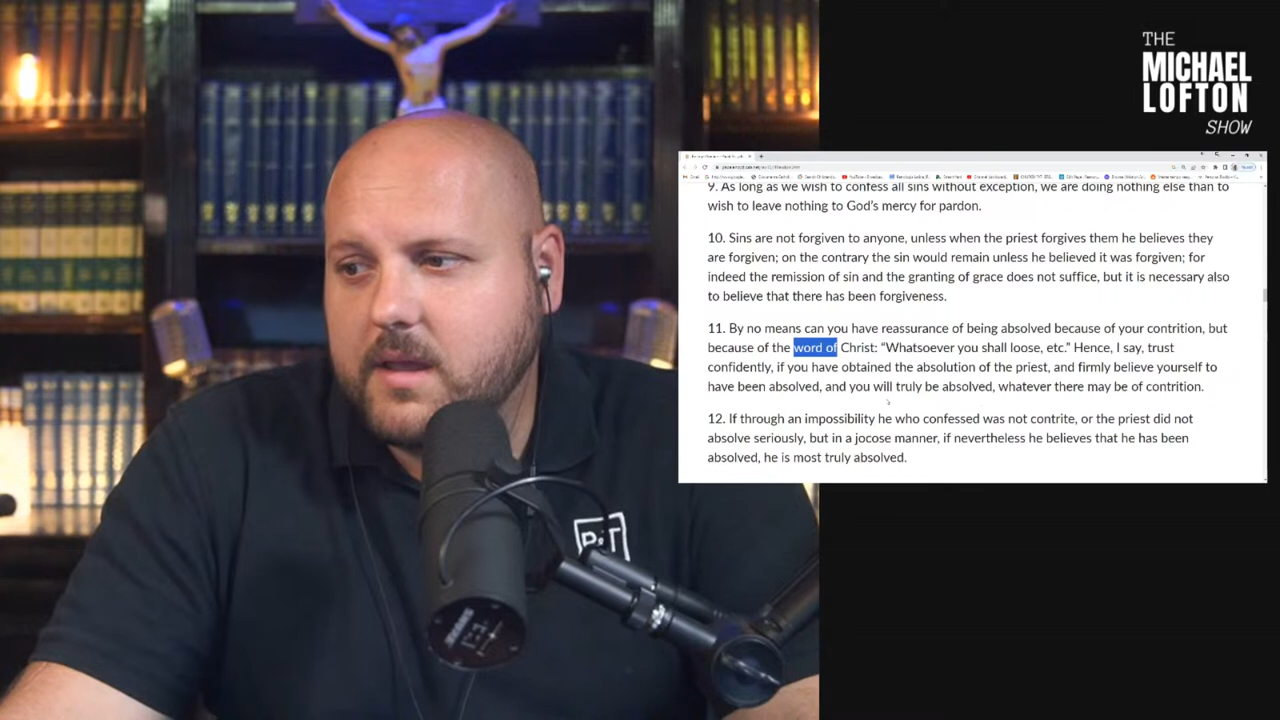 THE
MICHAEL
LOFTON
SHOW
9. As long as we wish to confess all sins without exception, we are doing nothing else than to
wish to leave nothing to God's mercy for pardon.
10. Sins are not forgiven to anyone, unless when the priest forgives them he believes they
are forgiven; on the contrary the sin would remain unless he believed it was forgiven; for
indeed the remission of sin and the granting of grace does not suffice, but it is necessary also
to believe that there has been forgiveness.
11. By no means can you have reassurance of being absolved because of your contrition, but
because of the word of Christ: “Whatsoever you shall loose, etc.” Hence, I say, trust
confidently, if you have obtained the absolution of the priest, and firmly believe yourself to
have been absolved, and you will truly be absolved, whatever there may be of contrition.
12. If through an impossibility he who confessed was not contrite, or the priest did not
absolve seriously, but in a jocose manner, if nevertheless he believes that he has been
absolved, he is most truly absolved.